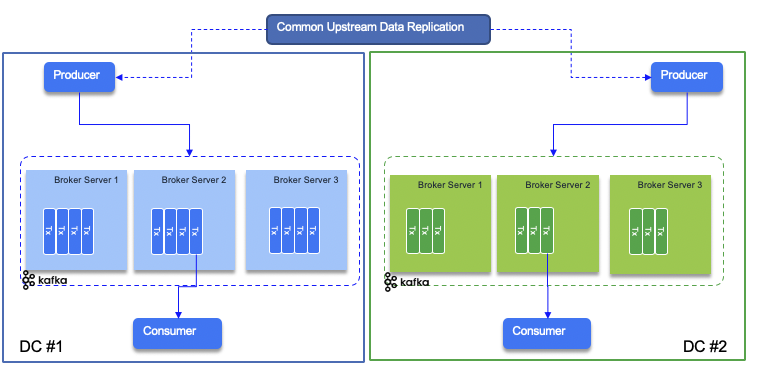 Common Upstream Data Replication
Producer
Producer
Broker Server 1
Broker Server 2
Broker Server 3
Tx Tx Tx Tx
Tx Tx Tx Tx
Tx Tx Tx Tx
kafka
Consumer
DC #1
Broker Server 1
Broker Server 2
Broker Server 3
Tx Tx Tx
Tx Tx Tx
Tx Tx Tx
kafka
Consumer
DC #2